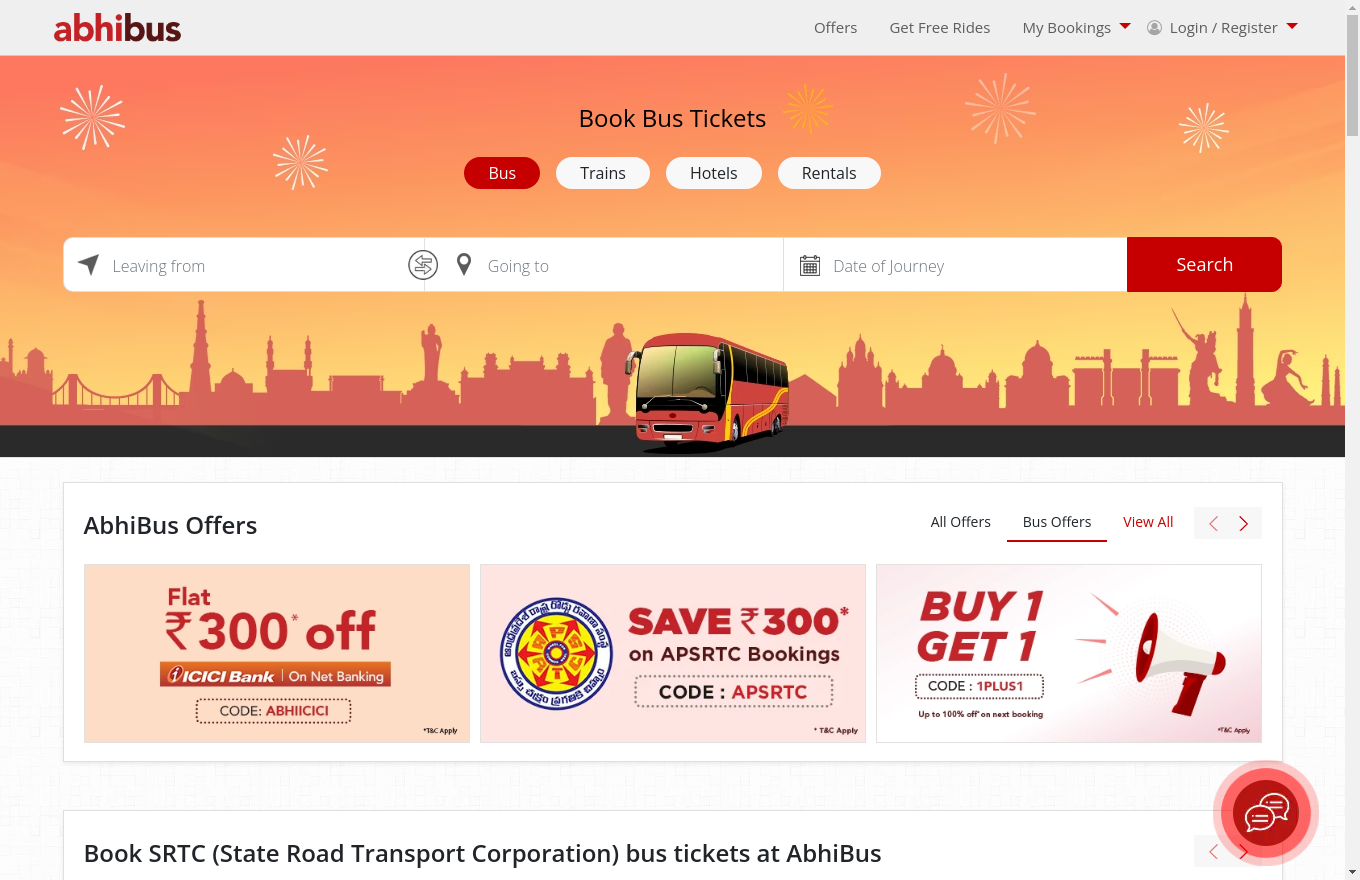 abhibus
Offers
Get Free Rides
My Bookings
Login / Register
Book Bus Tickets
Bus
Trains
Hotels
Rentals
Leaving from
Going to
Date of Journey
Search
AbhiBus Offers
All Offers
Bus Offers
View All
Flat
₹300* off
ICICI Bank | On Net Banking
CODE: ABHIICICI
*T&C Apply
SAVE ₹300*
on APSRTC Bookings
CODE : APSRTC
* T&C Apply
BUY 1
GET 1
CODE : 1PLUS1
Up to 100% off* on next booking
*T&C Apply
Book SRTC (State Road Transport Corporation) bus tickets at AbhiBus